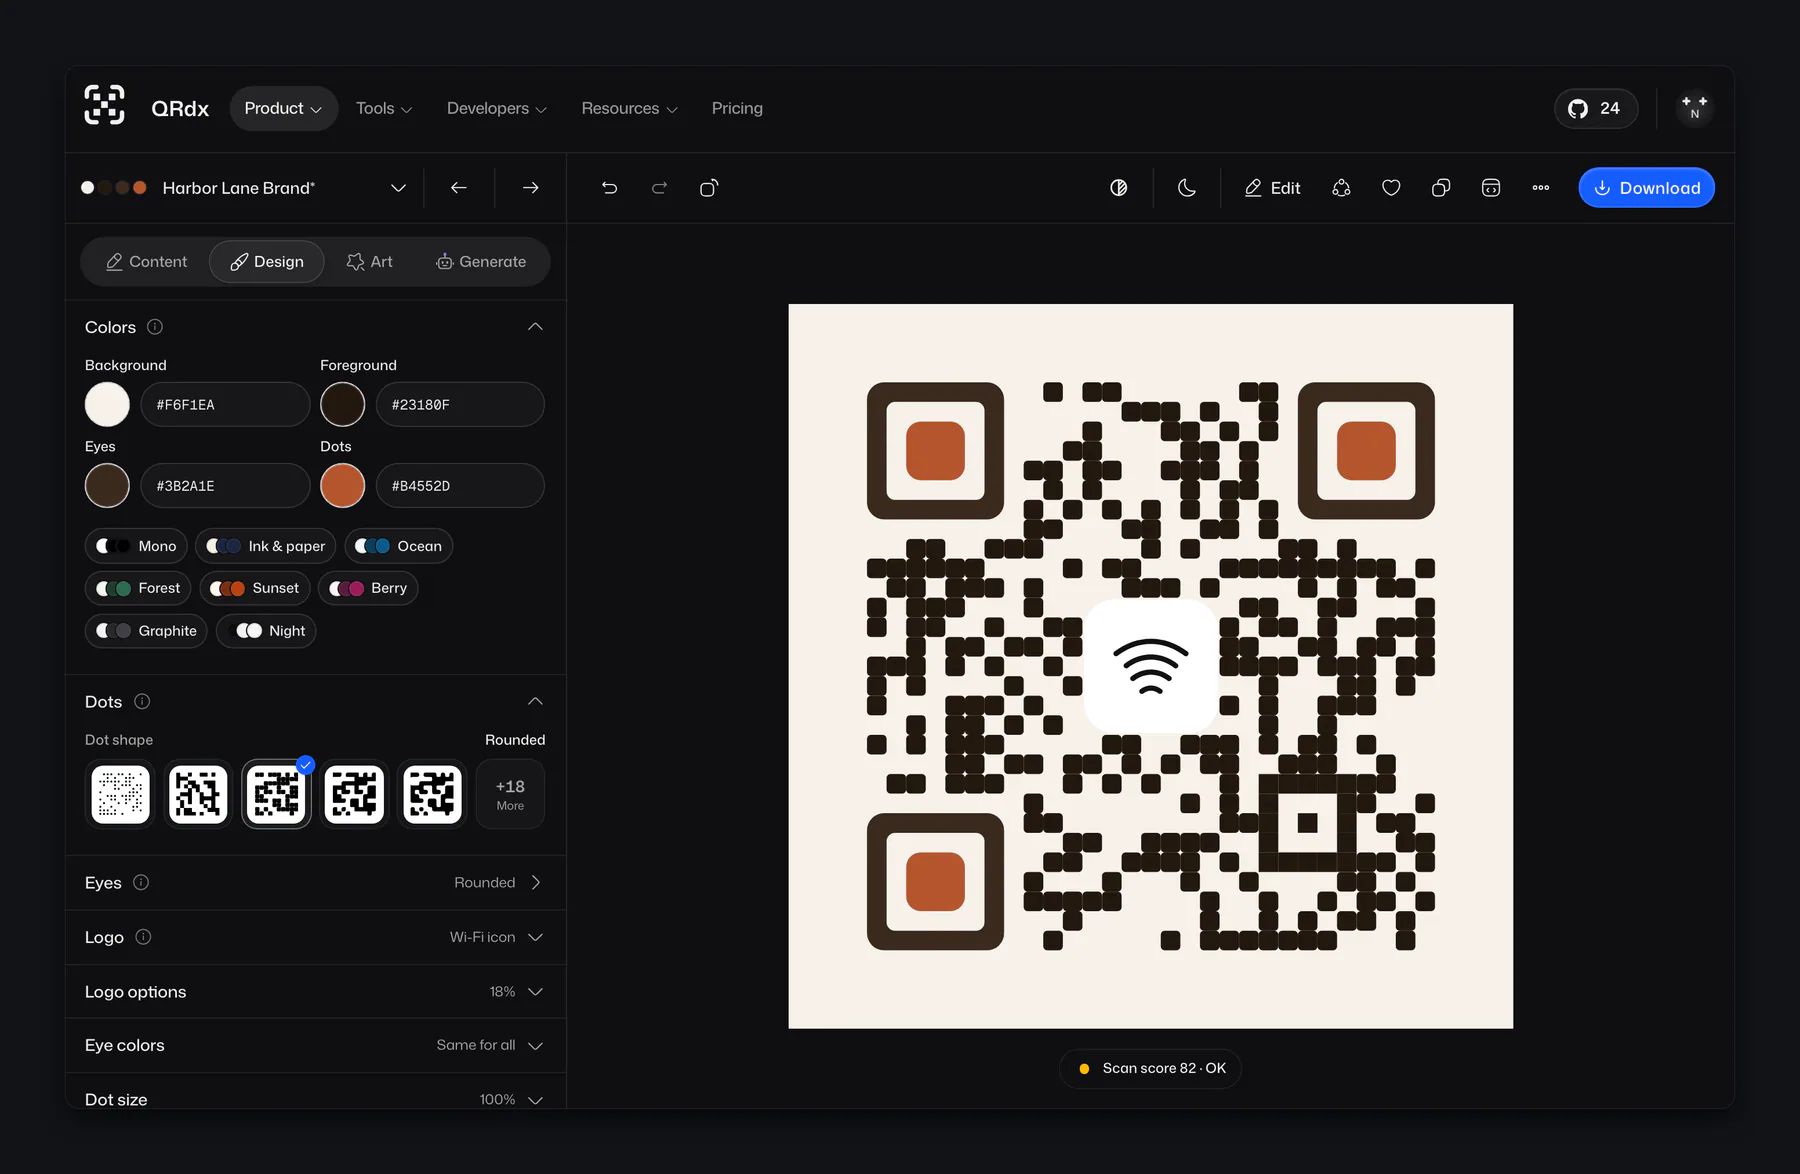 QRdx Product Tools Developers Resources Pricing 24 N
Harbor Lane Brand* Edit Download
Content Design Art Generate
Colors
Background Foreground
#F6F1EA #23180F
Eyes Dots
#3B2A1E #B4552D
Mono Ink & paper Ocean
Forest Sunset Berry
Graphite Night
Dots
Dot shape Rounded
+18
More
Eyes Rounded
Logo Wi-Fi icon
Logo options 18%
Eye colors Same for all
Dot size 100%
Scan score 82 · OK